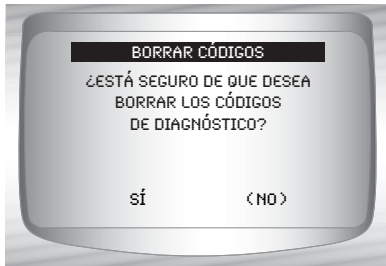 BORRAR CÓDIGOS
¿ESTÁ SEGURO DE QUE DESEA
BORRAR LOS CÓDIGOS
DE DIAGNÓSTICO?
SÍ (NO)